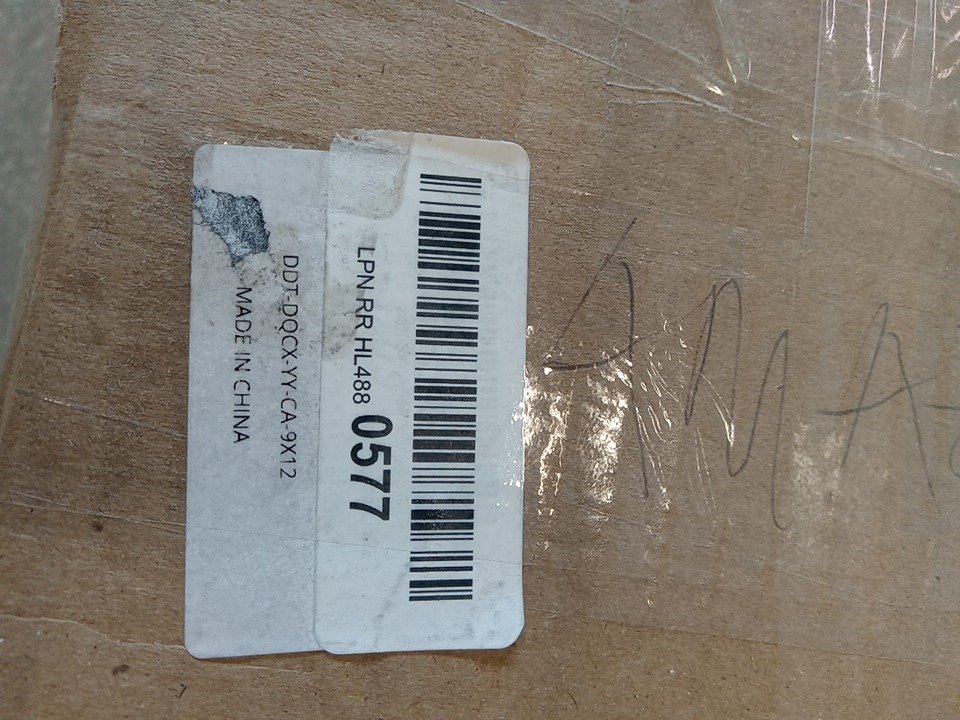 LPN RR HL488 0577
DDT-DQCX-YY-CA-9X12
MADE IN CHINA